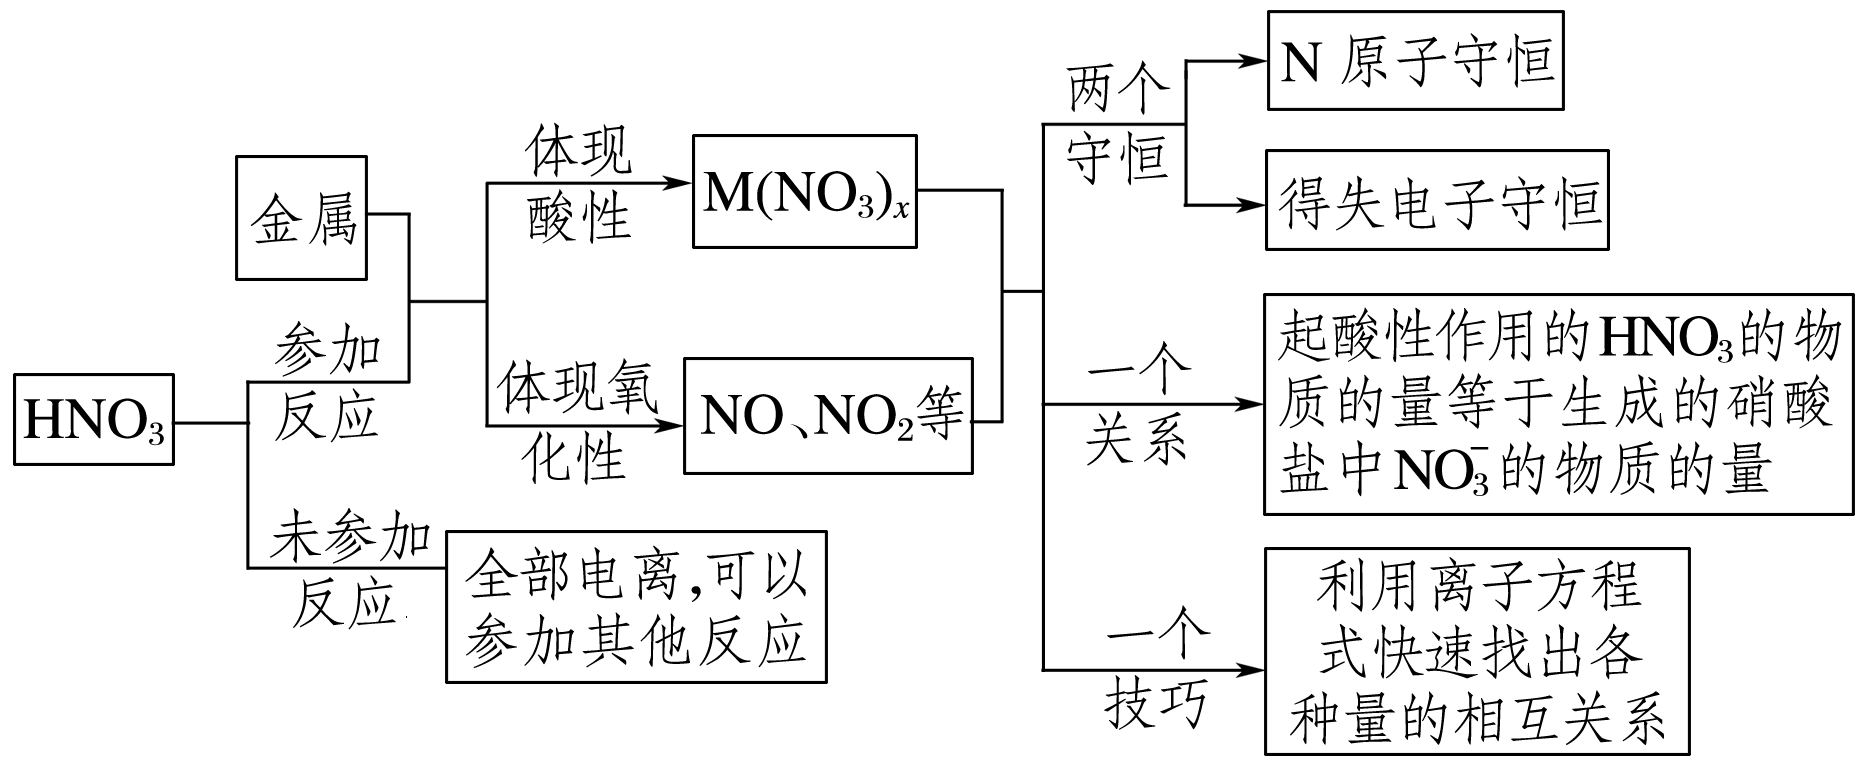 HNO₃
金属
参加
反应
未参加
反应
全部电离,可以
参加其他反应
体现
酸性
M(NO₃)ₓ
体现氧
化性
NO、NO₂等
两个
守恒
N 原子守恒
得失电子守恒
一个
关系
起酸性作用的HNO₃的物
质的量等于生成的硝酸
盐中NO₃⁻的物质的量
一个
技巧
利用离子方程
式快速找出各
种量的相互关系